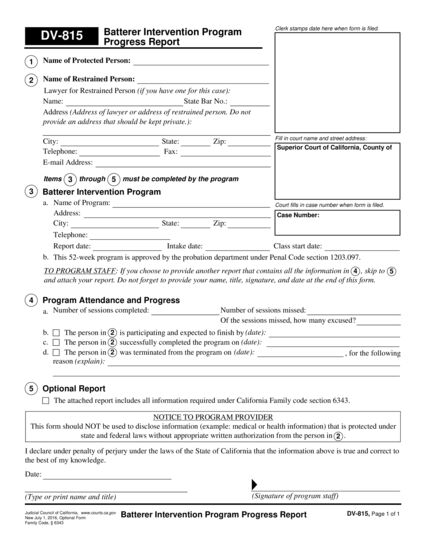 DV-815
Batterer Intervention Program
Progress Report
Clerk stamps date here when form is filed.
1 Name of Protected Person:
2 Name of Restrained Person:
Lawyer for Restrained Person (if you have one for this case):
Name: State Bar No.:
Address (Address of lawyer or address of restrained person. Do not
provide an address that should be kept private.):
City: State: Zip:
Telephone: Fax:
E-mail Address:
Fill in court name and street address:
Superior Court of California, County of
Items 3 through 5 must be completed by the program
3 Batterer Intervention Program
a. Name of Program:
Address:
City: State: Zip:
Telephone:
Court fills in case number when form is filed.
Case Number:
Report date: Intake date: Class start date:
b. This 52-week program is approved by the probation department under Penal Code section 1203.097.
TO PROGRAM STAFF: If you choose to provide another report that contains all the information in 4, skip to 5
and attach your report. Do not forget to provide your name, title, signature, and date at the end of this form.
4 Program Attendance and Progress
a. Number of sessions completed: Number of sessions missed:
Of the sessions missed, how many excused?
b. The person in 2 is participating and expected to finish by (date):
c. The person in 2 successfully completed the program on (date):
d. The person in 2 was terminated from the program on (date): , for the following
reason (explain):
5 Optional Report
The attached report includes all information required under California Family code section 6343.
NOTICE TO PROGRAM PROVIDER
This form should NOT be used to disclose information (example: medical or health information) that is protected under
state and federal laws without appropriate written authorization from the person in 2.
I declare under penalty of perjury under the laws of the State of California that the information above is true and correct to
the best of my knowledge.
Date:
(Type or print name and title) (Signature of program staff)
Judicial Council of California, www.courts.ca.gov
New July 1, 2016, Optional Form
Family Code, § 6343
Batterer Intervention Program Progress Report
DV-815, Page 1 of 1